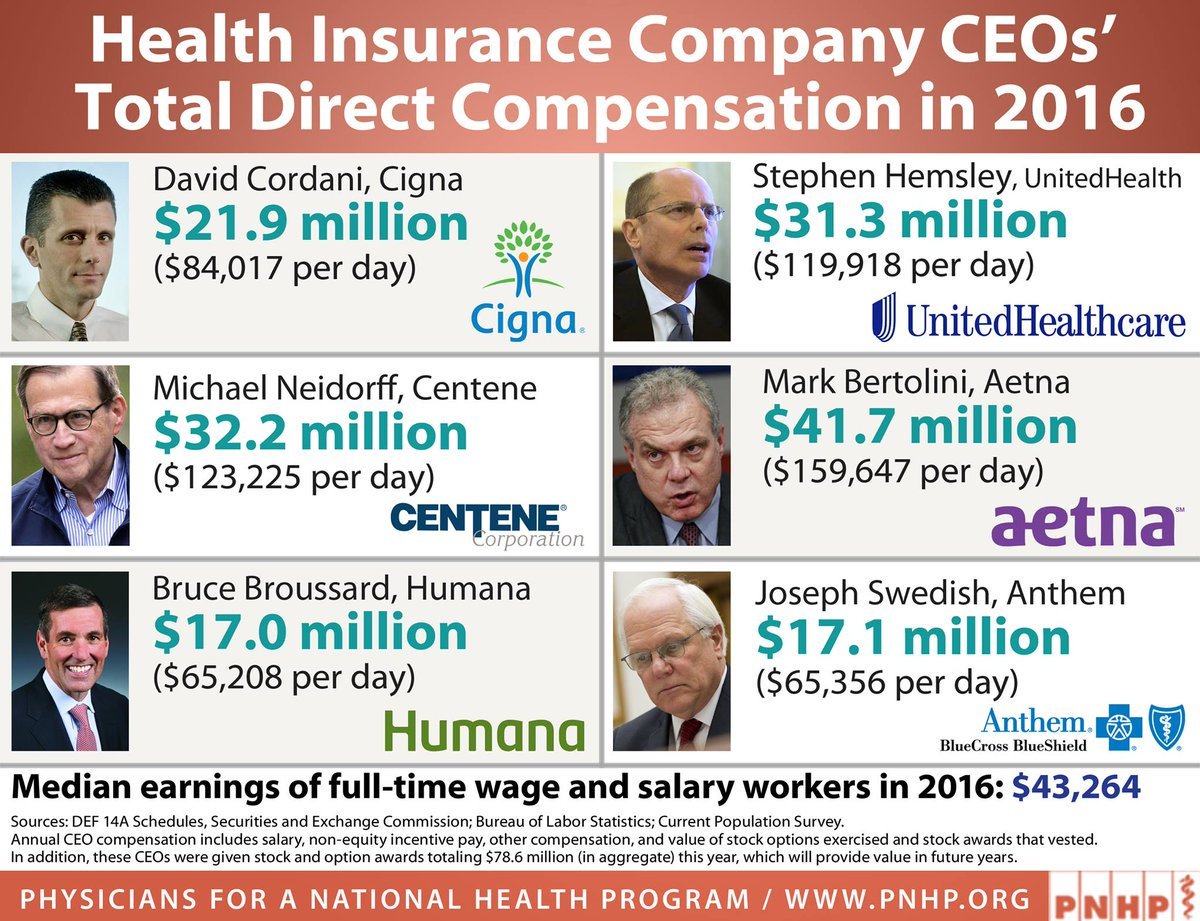 Health Insurance Company CEOs’
Total Direct Compensation in 2016
David Cordani, Cigna
$21.9 million
($84,017 per day)
Cigna®
Stephen Hemsley, UnitedHealth
$31.3 million
($119,918 per day)
UnitedHealthcare
Michael Neidorff, Centene
$32.2 million
($123,225 per day)
CENTENE®
Corporation
Mark Bertolini, Aetna
$41.7 million
($159,647 per day)
aetna℠
Bruce Broussard, Humana
$17.0 million
($65,208 per day)
Humana
Joseph Swedish, Anthem
$17.1 million
($65,356 per day)
Anthem®
BlueCross BlueShield
Median earnings of full-time wage and salary workers in 2016: $43,264
Sources: DEF 14A Schedules, Securities and Exchange Commission; Bureau of Labor Statistics; Current Population Survey.
Annual CEO compensation includes salary, non-equity incentive pay, other compensation, and value of stock options exercised and stock awards that vested.
In addition, these CEOs were given stock and option awards totaling $78.6 million (in aggregate) this year, which will provide value in future years.
PHYSICIANS FOR A NATIONAL HEALTH PROGRAM / WWW.PNHP.ORG
PNHP